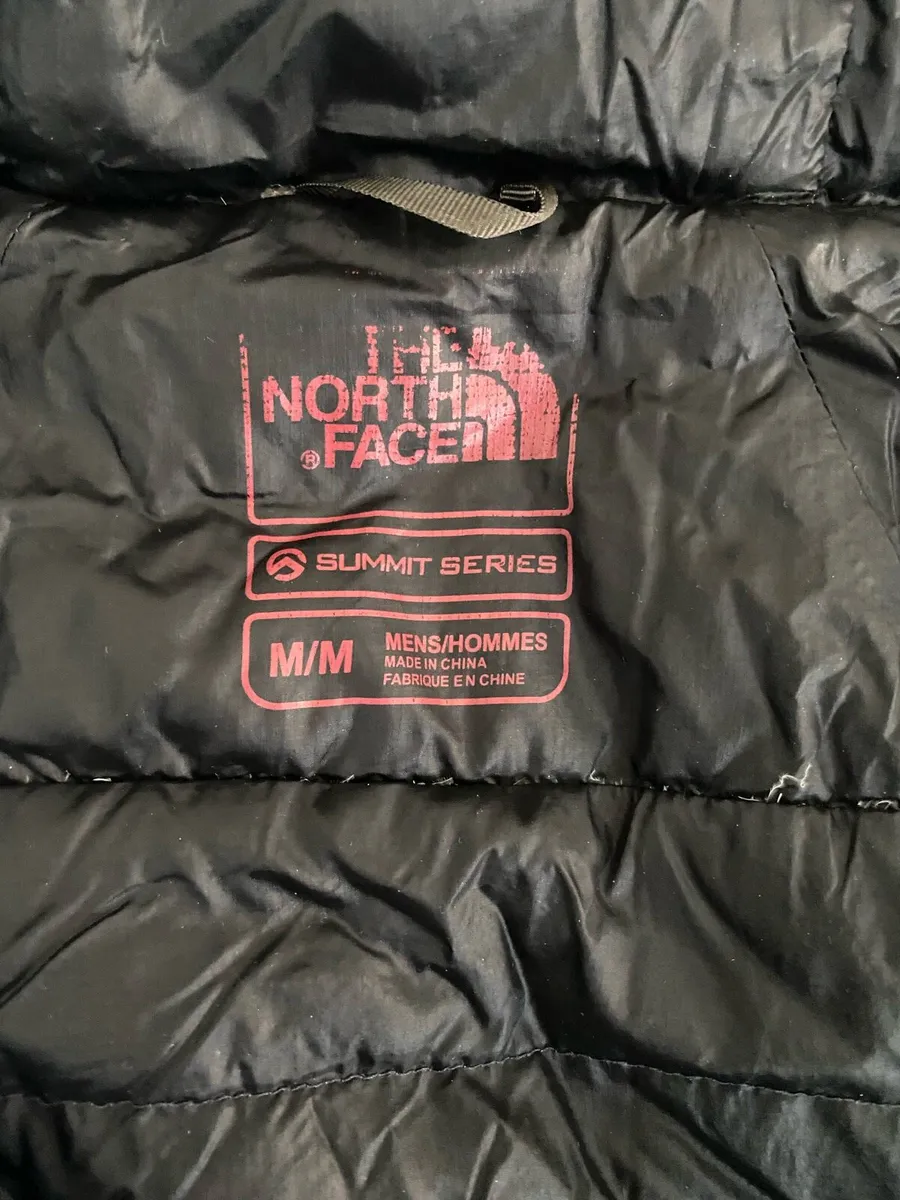 THE
NORTH
® FACE
SUMMIT SERIES
M/M
MENS/HOMMES
MADE IN CHINA
FABRIQUE EN CHINE